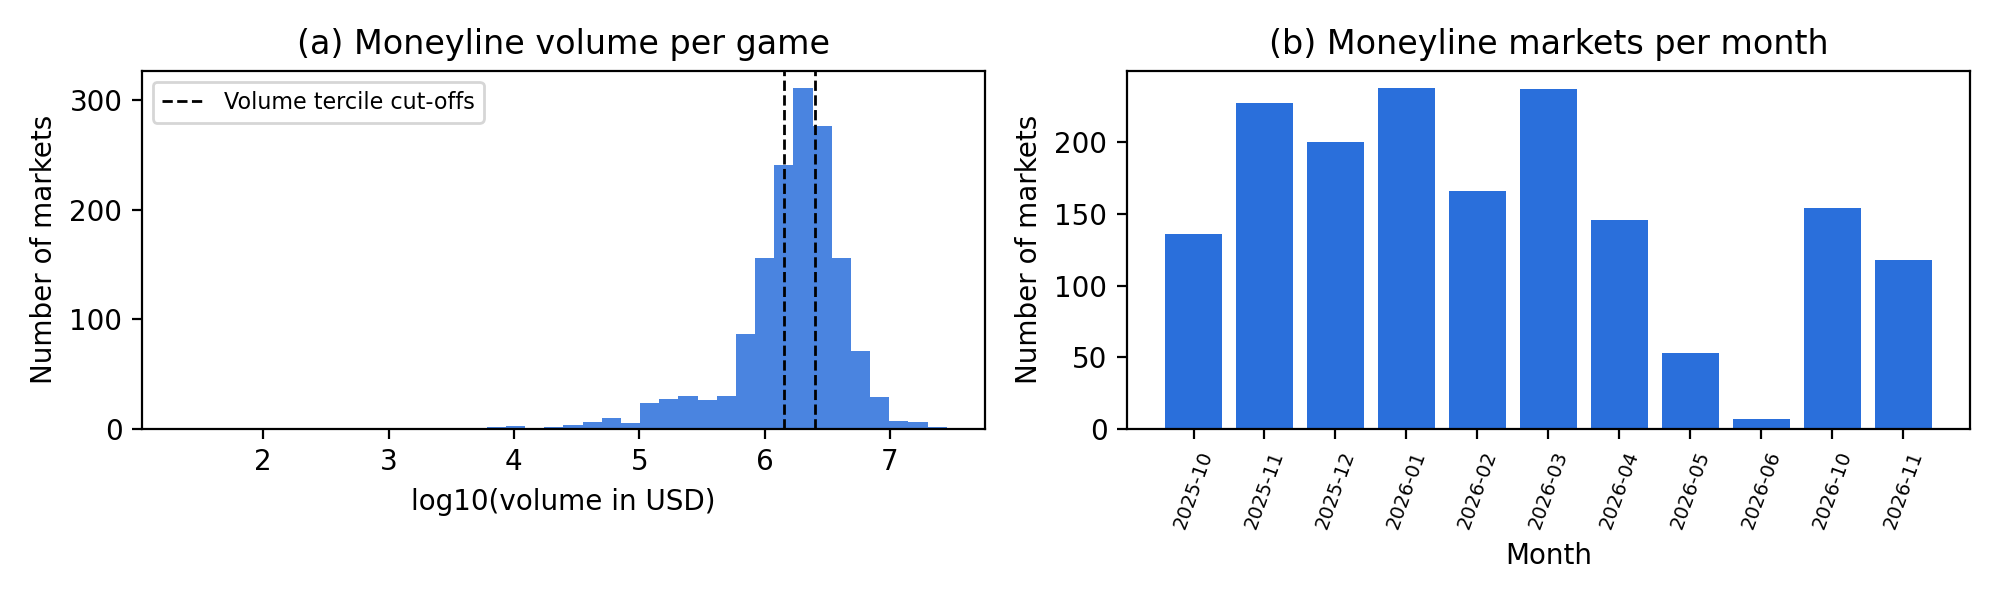 (a) Moneyline volume per game
Number of markets
300
200
100
0
Volume tercile cut-offs
2 3 4 5 6 7
log10(volume in USD)
(b) Moneyline markets per month
Number of markets
200
150
100
50
0
2025-10 2025-11 2025-12 2026-01 2026-02 2026-03 2026-04 2026-05 2026-06 2026-10 2026-11
Month